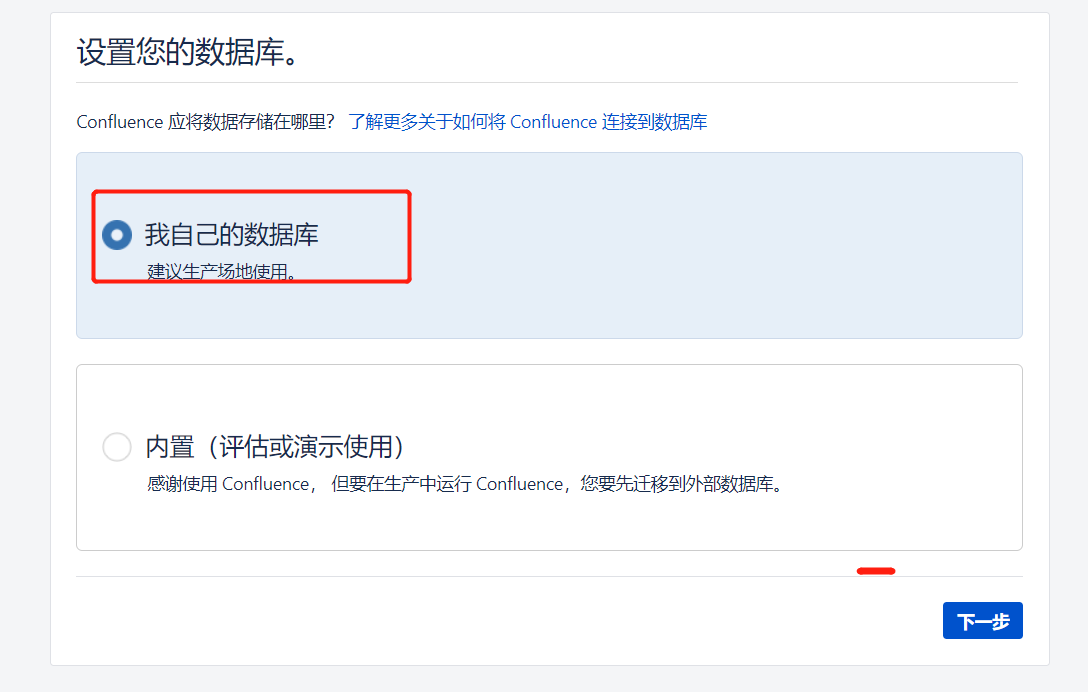 设置您的数据库。
Confluence 应将数据存储在哪里? 了解更多关于如何将 Confluence 连接到数据库
我自己的数据库
建议生产场地使用。
内置（评估或演示使用）
感谢使用 Confluence， 但要在生产中运行 Confluence，您要先迁移到外部数据库。
下一步